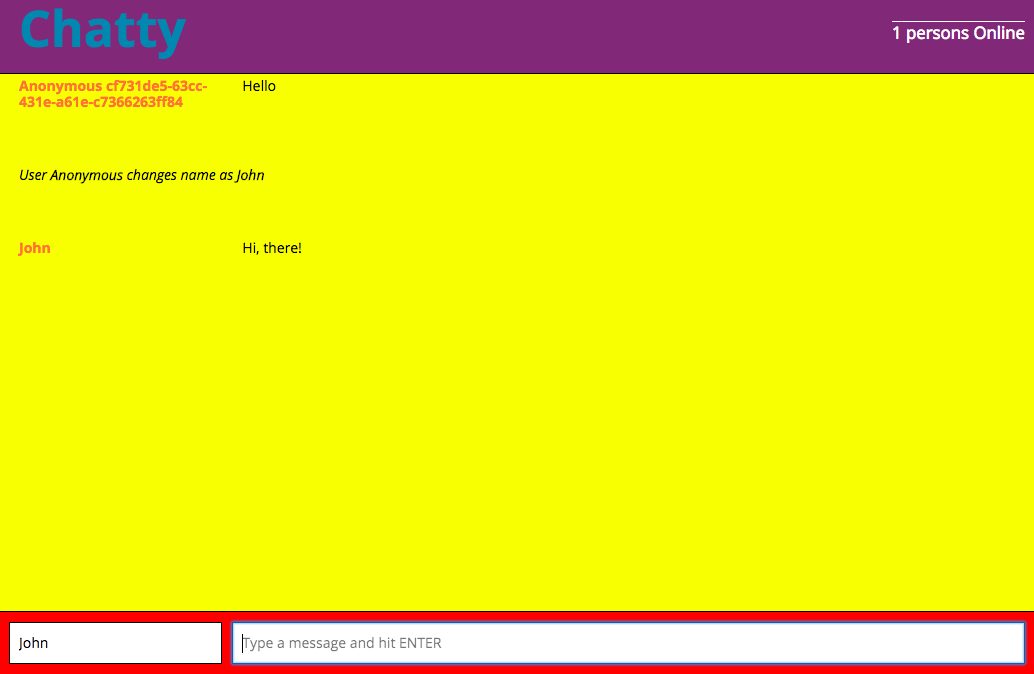 Chatty
1 persons Online
Anonymous cf731de5-63cc-
431e-a61e-c7366263ff84
Hello
User Anonymous changes name as John
John
Hi, there!
John
Type a message and hit ENTER